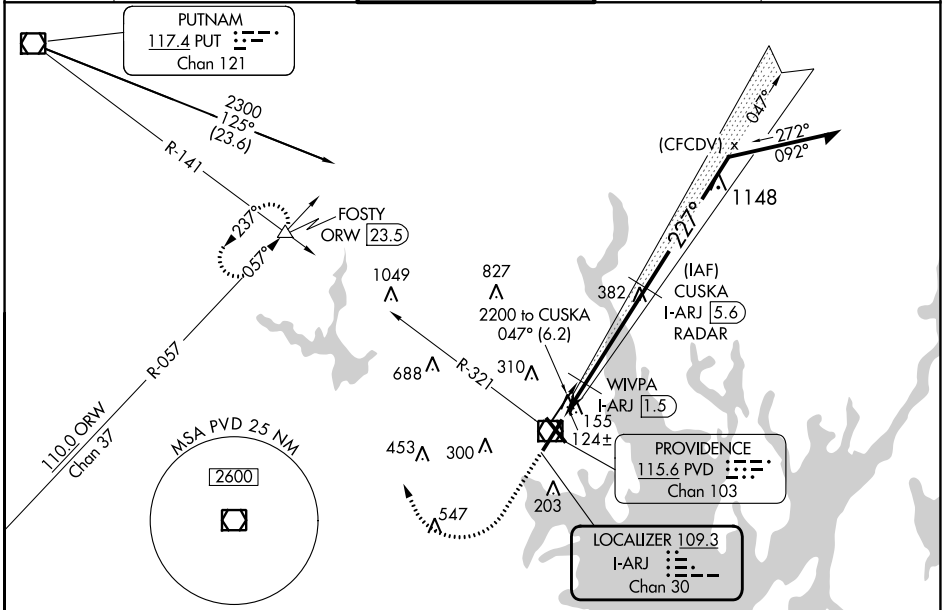 PUTNAM
117.4 PUT
Chan 121
2300
125°
(23.6)
R-141
237°
057°
FOSTY
ORW 23.5
R-057
110.0 ORW
Chan 37
MSA PVD 25 NM
2600
1049
827
2200 to CUSKA
047° (6.2)
688
310
R-321
453
300
547
203
155
124±
WIVPA
I-ARJ 1.5
382
(IAF)
CUSKA
I-ARJ 5.6
RADAR
227°
1148
047°
(CFCDV) x
272°
092°
PROVIDENCE
115.6 PVD
Chan 103
LOCALIZER 109.3
I-ARJ
Chan 30